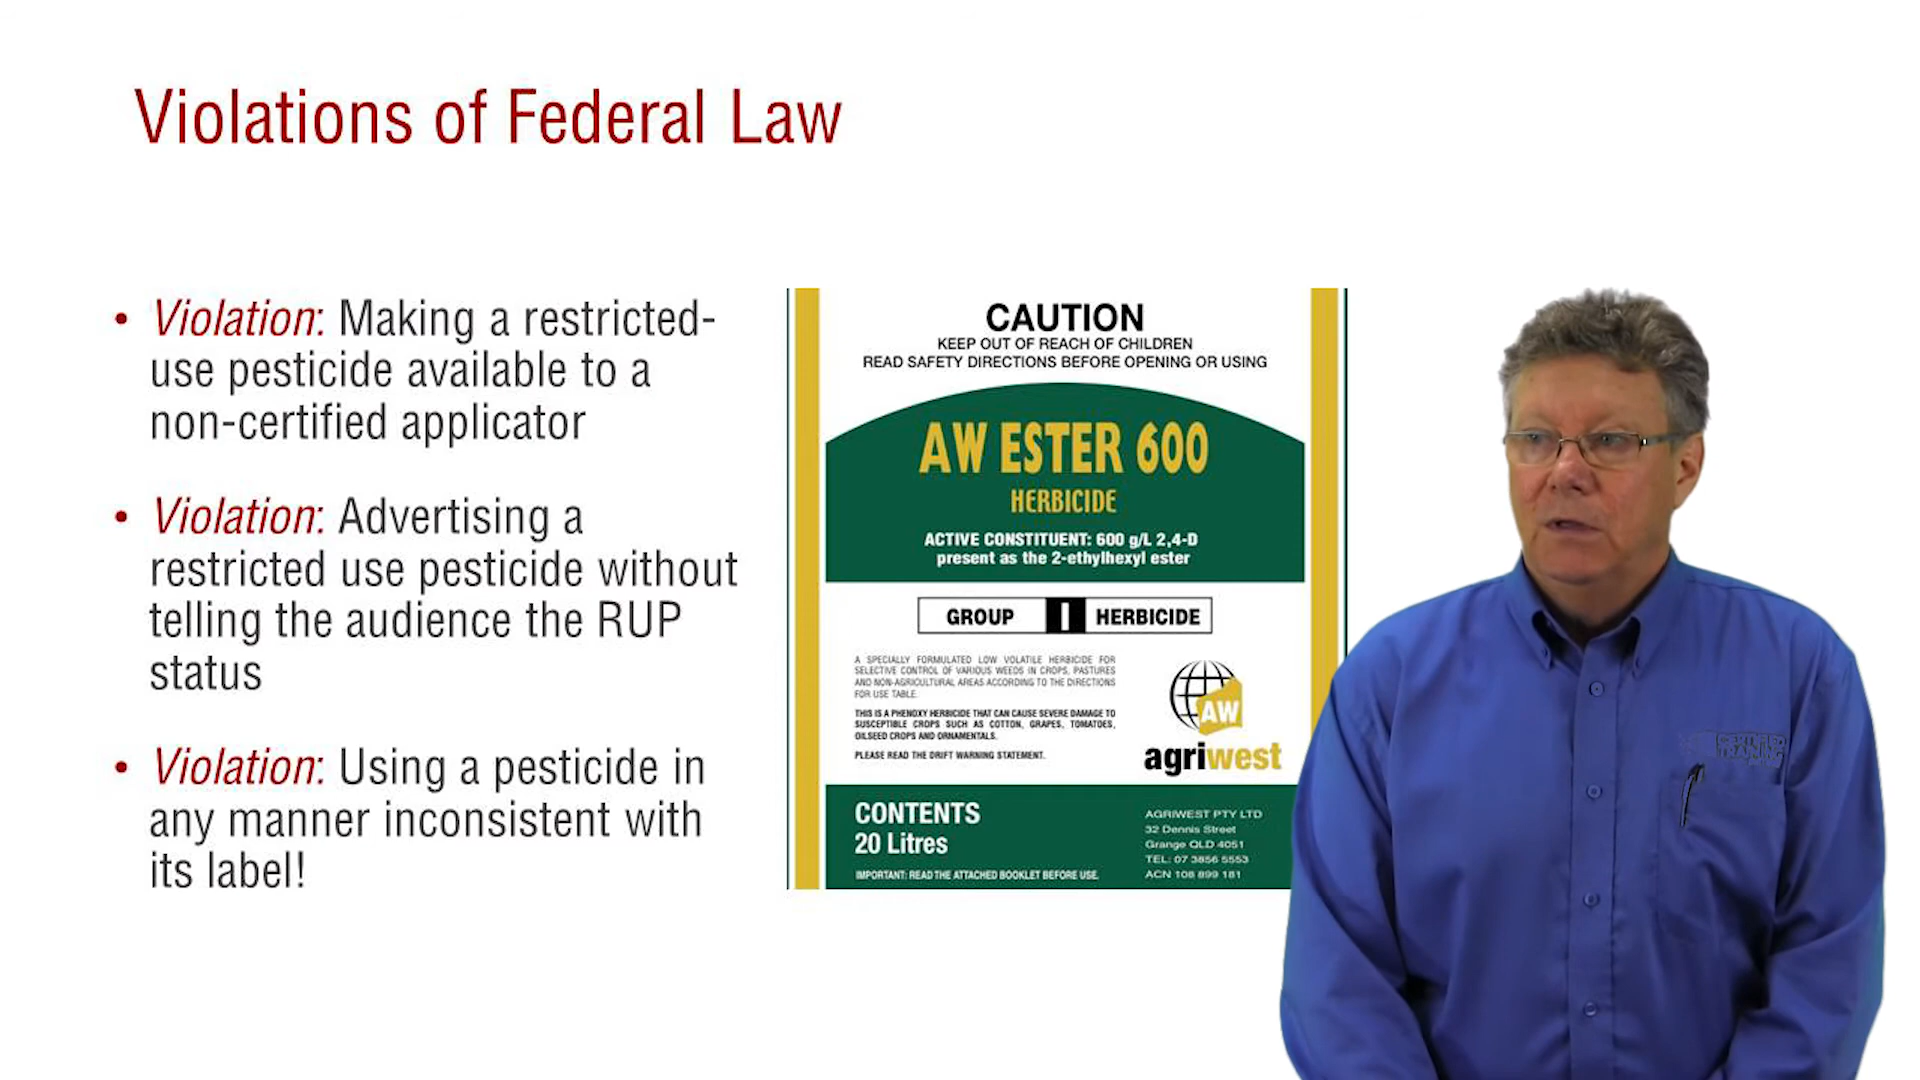 Violations of Federal Law
• Violation: Making a restricted-
use pesticide available to a
non-certified applicator
• Violation: Advertising a
restricted use pesticide without
telling the audience the RUP
status
• Violation: Using a pesticide in
any manner inconsistent with
its label!
CAUTION
KEEP OUT OF REACH OF CHILDREN
READ SAFETY DIRECTIONS BEFORE OPENING OR USING
AW ESTER 600
HERBICIDE
ACTIVE CONSTITUENT: 600 g/L 2,4-D
present as the 2-ethylhexyl ester
GROUP I HERBICIDE
A SPECIALLY FORMULATED LOW VOLATILE HERBICIDE FOR
SELECTIVE CONTROL OF VARIOUS WEEDS IN CROPS, PASTURES
AND NON-AGRICULTURAL AREAS ACCORDING TO THE DIRECTIONS
FOR USE TABLE.
THIS IS A PHENOXY HERBICIDE THAT CAN CAUSE SEVERE DAMAGE TO
SUSCEPTIBLE CROPS SUCH AS COTTON, GRAPES, TOMATOES,
OILSEED CROPS AND ORNAMENTALS.
PLEASE READ THE DRIFT WARNING STATEMENT.
AW
agriwest
CONTENTS
20 Litres
IMPORTANT: READ THE ATTACHED BOOKLET BEFORE USE.
AGRIWEST PTY LTD
32 Dennis Street
Grange QLD 4051
TEL: 07 3856 5553
ACN 108 899 181